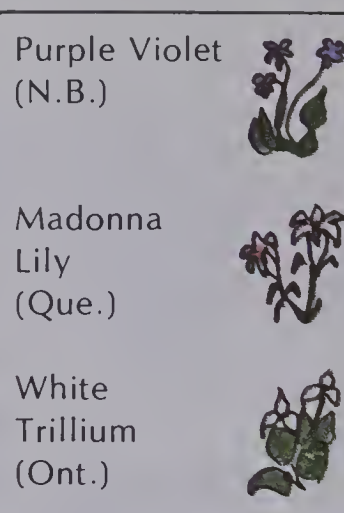 Purple Violet
(N.B.)
Madonna
Lily
(Que.)
White
Trillium
(Ont.)